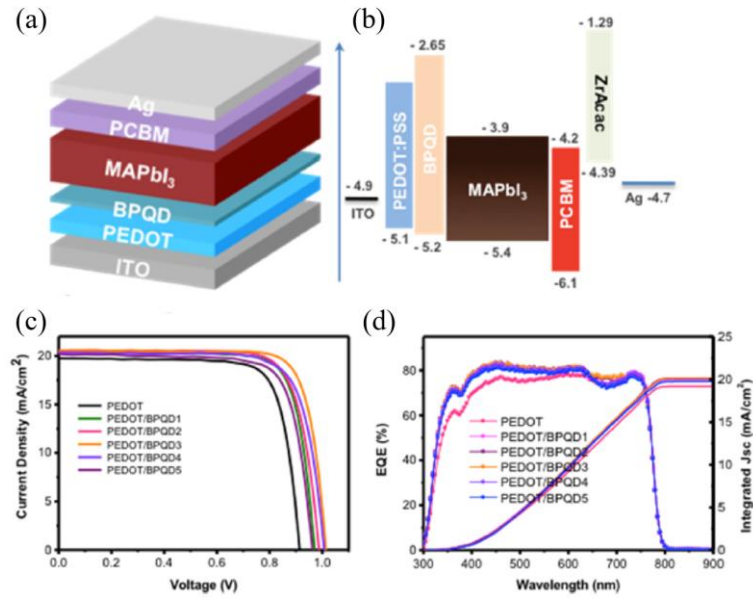 (a)
Ag
PCBM
MAPbI3
BPQD
PEDOT
ITO
(b)
- 1.29
- 2.65
ZrAcac
PEDOT:PSS
BPQD
- 3.9
- 4.2
- 4.39
- 4.9
ITO
MAPbI3
PCBM
Ag -4.7
- 5.1
- 5.2
- 5.4
-6.1
(c)
Current Density (mA/cm2)
20
15
10
5
0
PEDOT
PEDOT/BPQD1
PEDOT/BPQD2
PEDOT/BPQD3
PEDOT/BPQD4
PEDOT/BPQD5
0.0 0.2 0.4 0.6 0.8 1.0
Voltage (V)
(d)
EQE (%)
80
60
40
20
0
PEDOT
PEDOT/BPQD1
PEDOT/BPQD2
PEDOT/BPQD3
PEDOT/BPQD4
PEDOT/BPQD5
25
20
15
10
5
0
Integrated Jsc (mA/cm2)
300 400 500 600 700 800 900
Wavelength (nm)